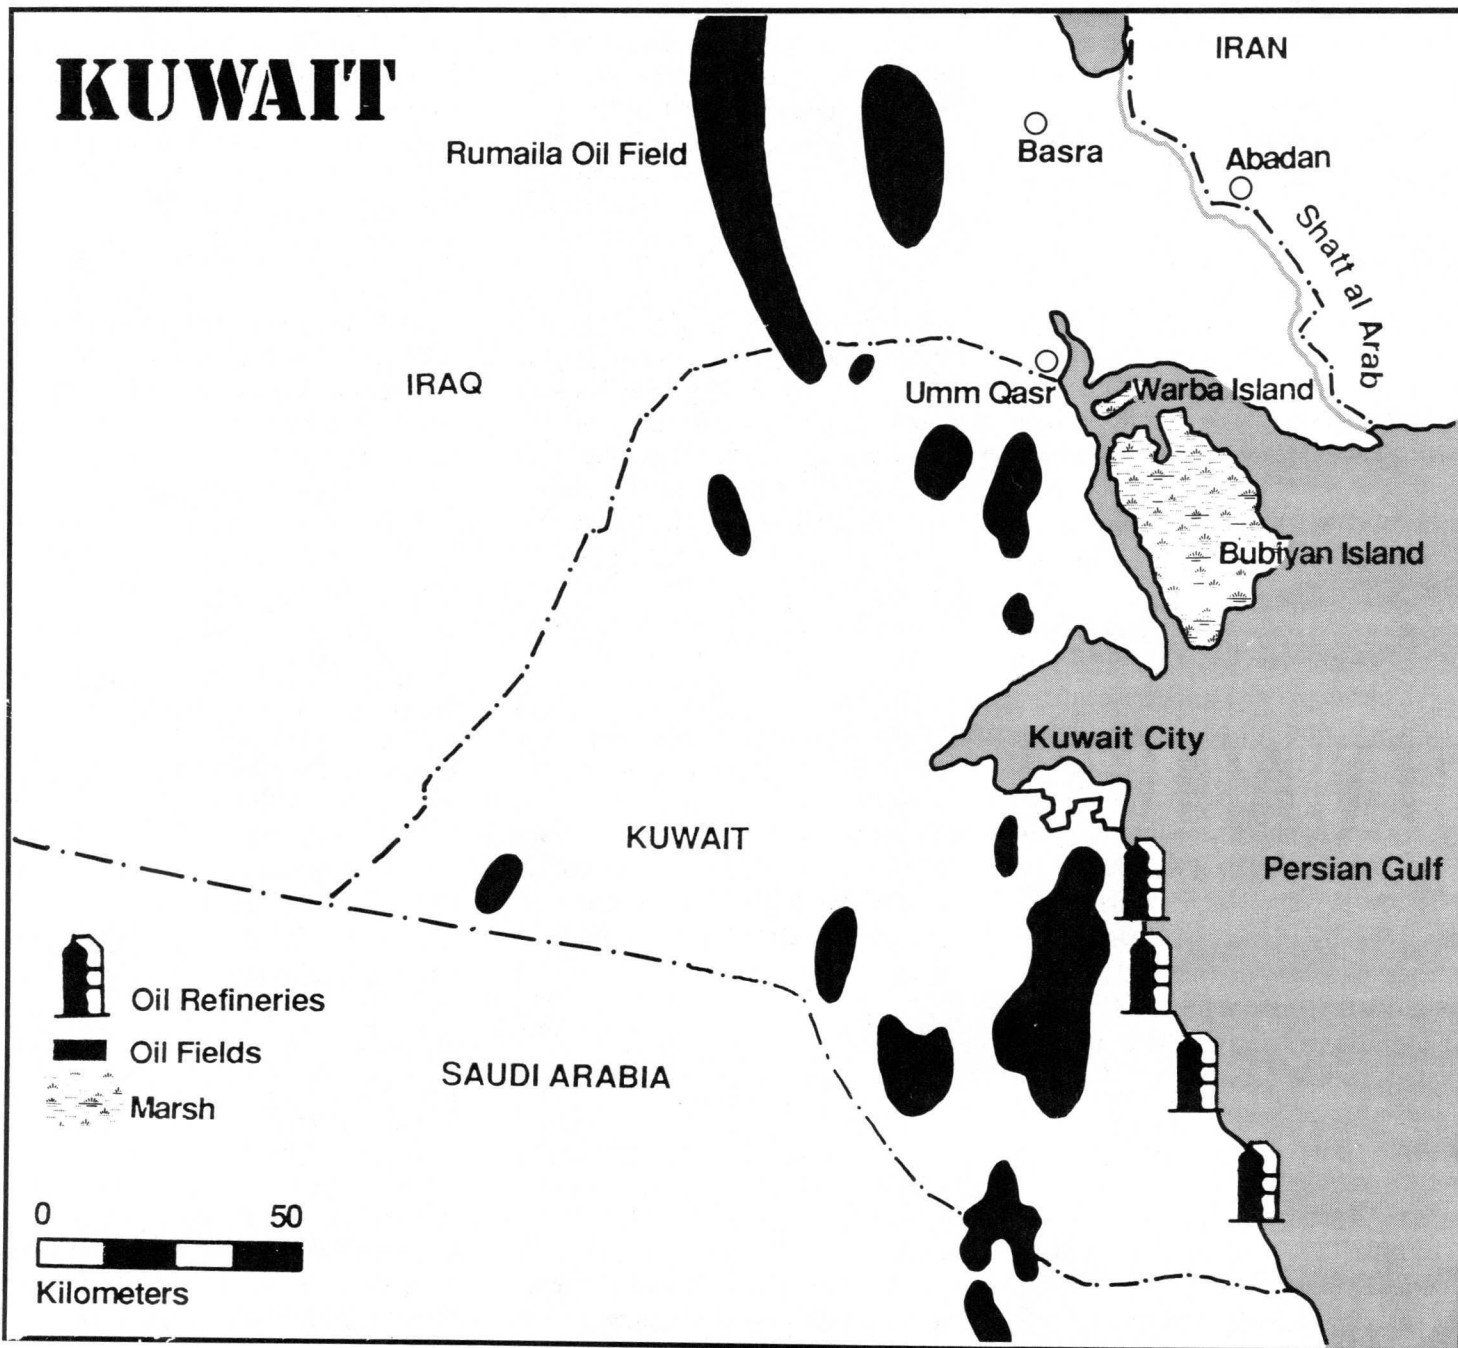 KUWAIT
IRAN
Rumaila Oil Field
Basra
Abadan
Shatt al Arab
IRAQ
Umm Qasr
Warba Island
Bubiyan Island
Kuwait City
KUWAIT
Persian Gulf
Oil Refineries
Oil Fields
Marsh
SAUDI ARABIA
0 50
Kilometers